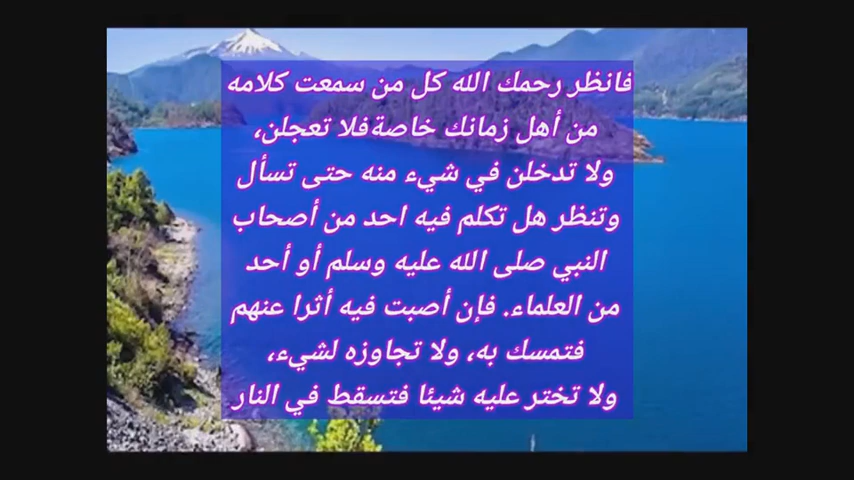 فانظر رحمك الله كل من سمعت كلامه
من أهل زمانك خاصة فلا تعجلن،
ولا تدخلن في شيء منه حتى تسأل
وتنظر هل تكلم فيه احد من أصحاب
النبي صلى الله عليه وسلم أو أحد
من العلماء. فإن أصبت فيه أثرا عنهم
فتمسك به، ولا تجاوزه لشيء،
ولا تختر عليه شيئا فتسقط في النار